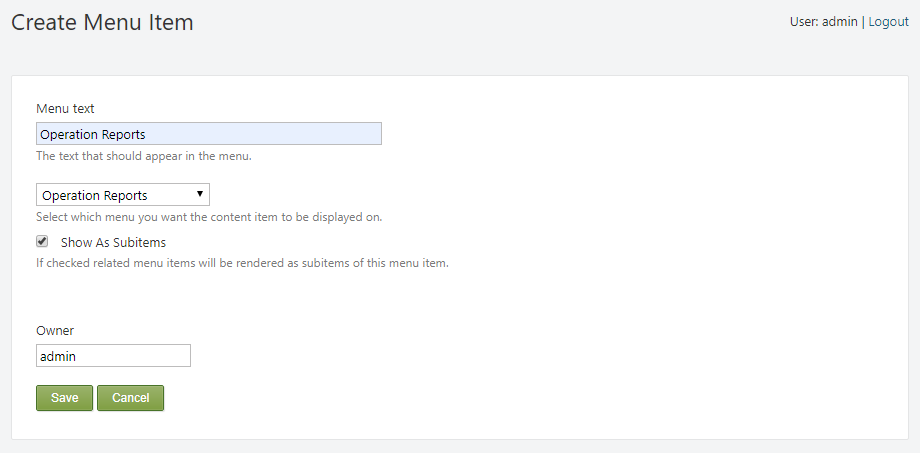 Create Menu Item
User: admin | Logout
Menu text
Operation Reports
The text that should appear in the menu.
Operation Reports
Select which menu you want the content item to be displayed on.
Show As Subitems
If checked related menu items will be rendered as subitems of this menu item.
Owner
admin
Save Cancel